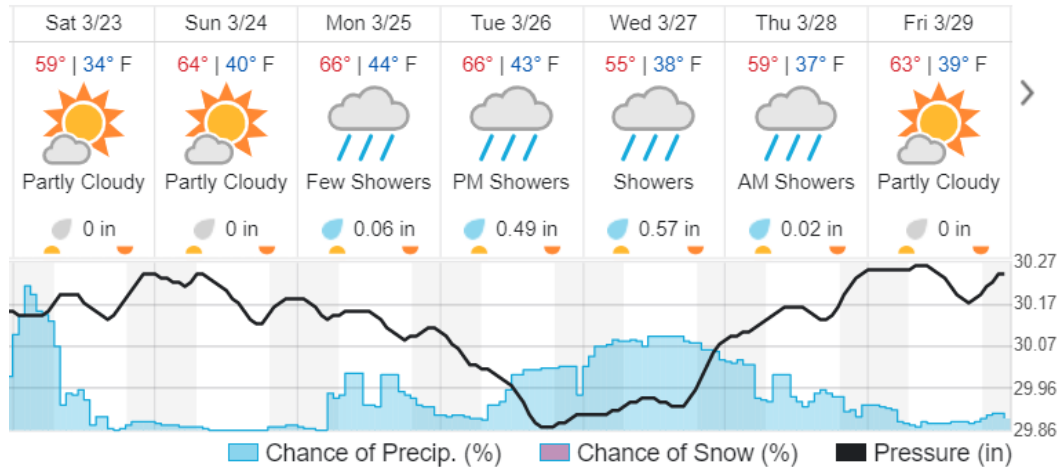 Sat 3/23 Sun 3/24 Mon 3/25 Tue 3/26 Wed 3/27 Thu 3/28 Fri 3/29
59° | 34° F 64° | 40° F 66° | 44° F 66° | 43° F 55° | 38° F 59° | 37° F 63° | 39° F
Partly Cloudy Partly Cloudy Few Showers PM Showers Showers AM Showers Partly Cloudy
0 in 0 in 0.06 in 0.49 in 0.57 in 0.02 in 0 in
30.27
30.17
30.07
29.96
29.86
Chance of Precip. (%) Chance of Snow (%) Pressure (in)